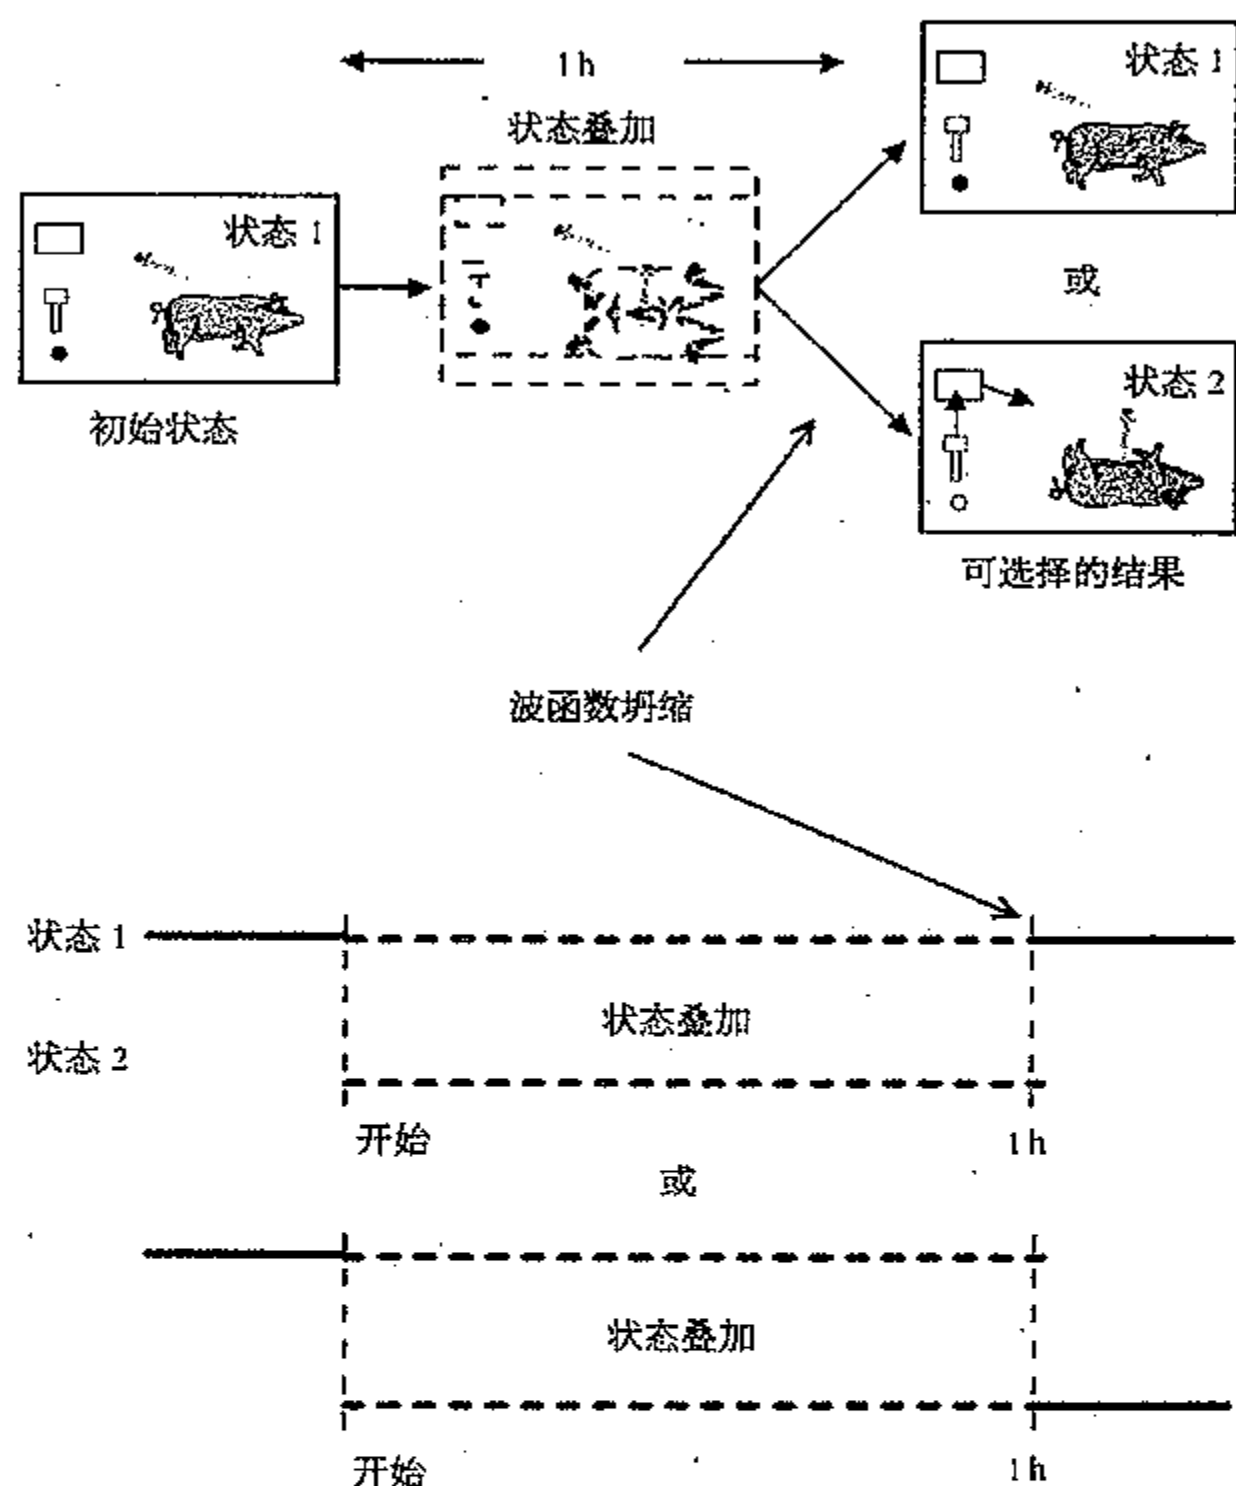 1 h
状态叠加
状态 1
状态 1
初始状态
或
状态 2
可选择的结果
波函数坍缩
状态 1
状态叠加
状态 2
开始
1 h
或
状态叠加
开始
1 h